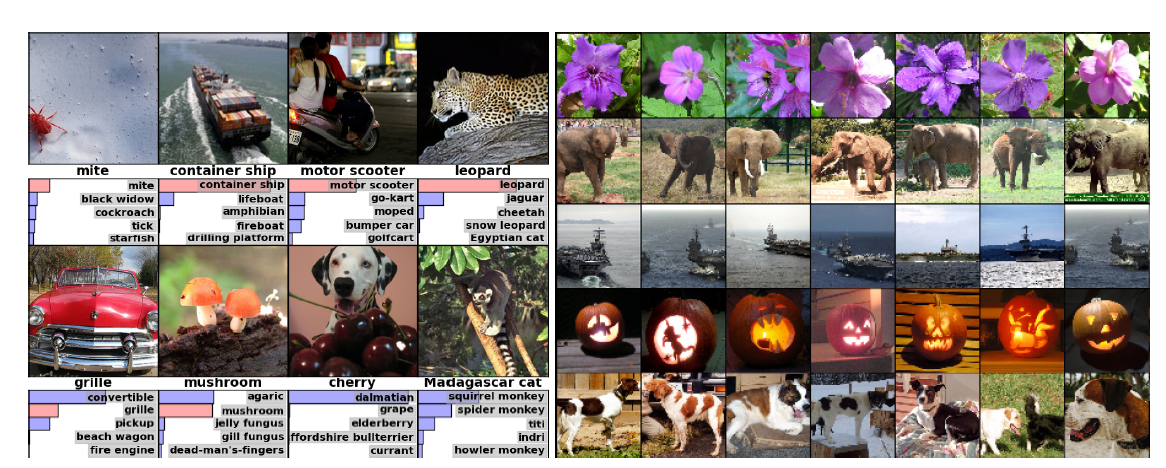 mite container ship motor scooter leopard
mite container ship motor scooter leopard
black widow lifeboat go-kart jaguar
cockroach amphibian moped cheetah
tick fireboat bumper car snow leopard
starfish drilling platform golfcart Egyptian cat
grille mushroom cherry Madagascar cat
convertible agaric dalmatian squirrel monkey
grille mushroom grape spider monkey
pickup jelly fungus elderberry titi
beach wagon gill fungus ffordshire bullterrier indri
fire engine dead-man's-fingers currant howler monkey